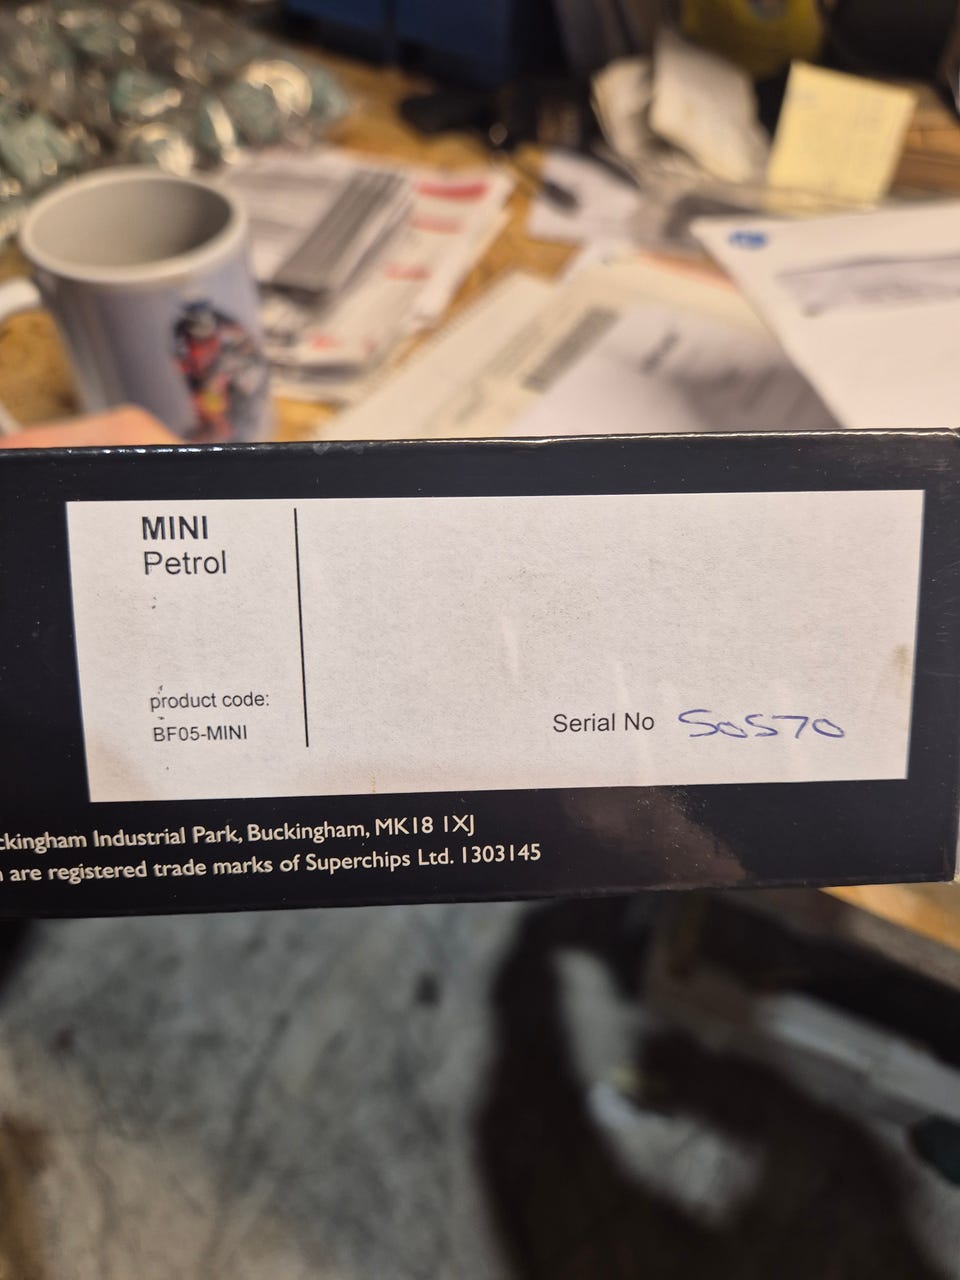 MINI
Petrol
product code:
BF05-MINI
Serial No 50570
ckingham Industrial Park, Buckingham, MK18 1XJ
are registered trade marks of Superchips Ltd. 1303145